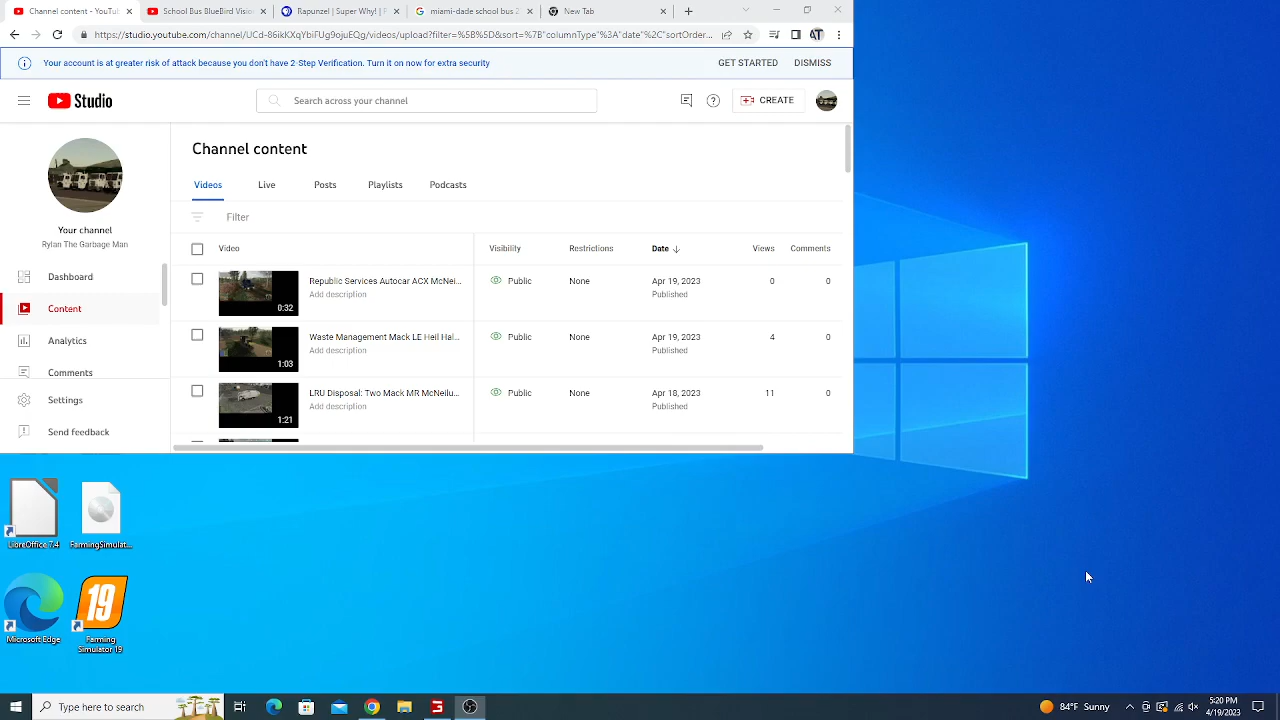 Channel content - YouTu
School Bus BlueBird Visio
Rapunzel | Super Why! | P
miami-dade school bus 2
New Tab
https://studio.youtube.com/channel/UCd-86ikKXqYbiFUg9ojuEQg/videos/upload?filter=%5B%5D&sort=%7B"columnType"%3A"date"%2C"sortOrder...
Your account is at greater risk of attack because you don't have 2-Step Verification. Turn it on now for extra security
GET STARTED
DISMISS
Studio
Search across your channel
CREATE
Your channel
Rylan The Garbage Man
Dashboard
Content
Analytics
Comments
Settings
Send feedback
Channel content
Videos Live Posts Playlists Podcasts
Filter
Video Visibility Restrictions Date Views Comments
0:32 Republic Services Autocar ACX McNei... Public None Apr 19, 2023 0 0
Add description Published
1:03 Waste Management Mack LE Heil Hal... Public None Apr 19, 2023 4 0
Add description Published
1:21 LRU Disposal: Two Mack MR McNeilu... Public None Apr 18, 2023 11 0
Add description Published
LibreOffice 7.4
FarmingSimulat...
Microsoft Edge
19
Farming
Simulator 19
Type here to search
84°F Sunny
5:20 PM
4/19/2023